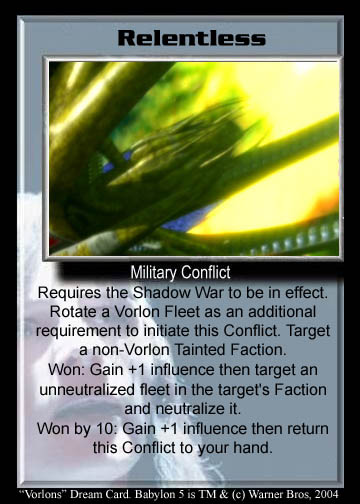 Relentless
Military Conflict
Requires the Shadow War to be in effect.
Rotate a Vorlon Fleet as an additional
requirement to initiate this Conflict. Target
a non-Vorlon Tainted Faction.
Won: Gain +1 influence then target an
unneutralized fleet in the target's Faction
and neutralize it.
Won by 10: Gain +1 influence then return
this Conflict to your hand.
"Vorlons" Dream Card. Babylon 5 is TM & (c) Warner Bros, 2004